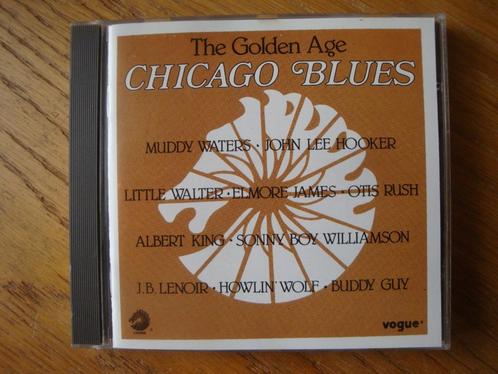 The Golden Age
CHICAGO BLUES
MUDDY WATERS · JOHN LEE HOOKER
LITTLE WALTER · ELMORE JAMES · OTIS RUSH
ALBERT KING · SONNY BOY WILLIAMSON
J.B. LENOIR · HOWLIN' WOLF · BUDDY GUY
vogue